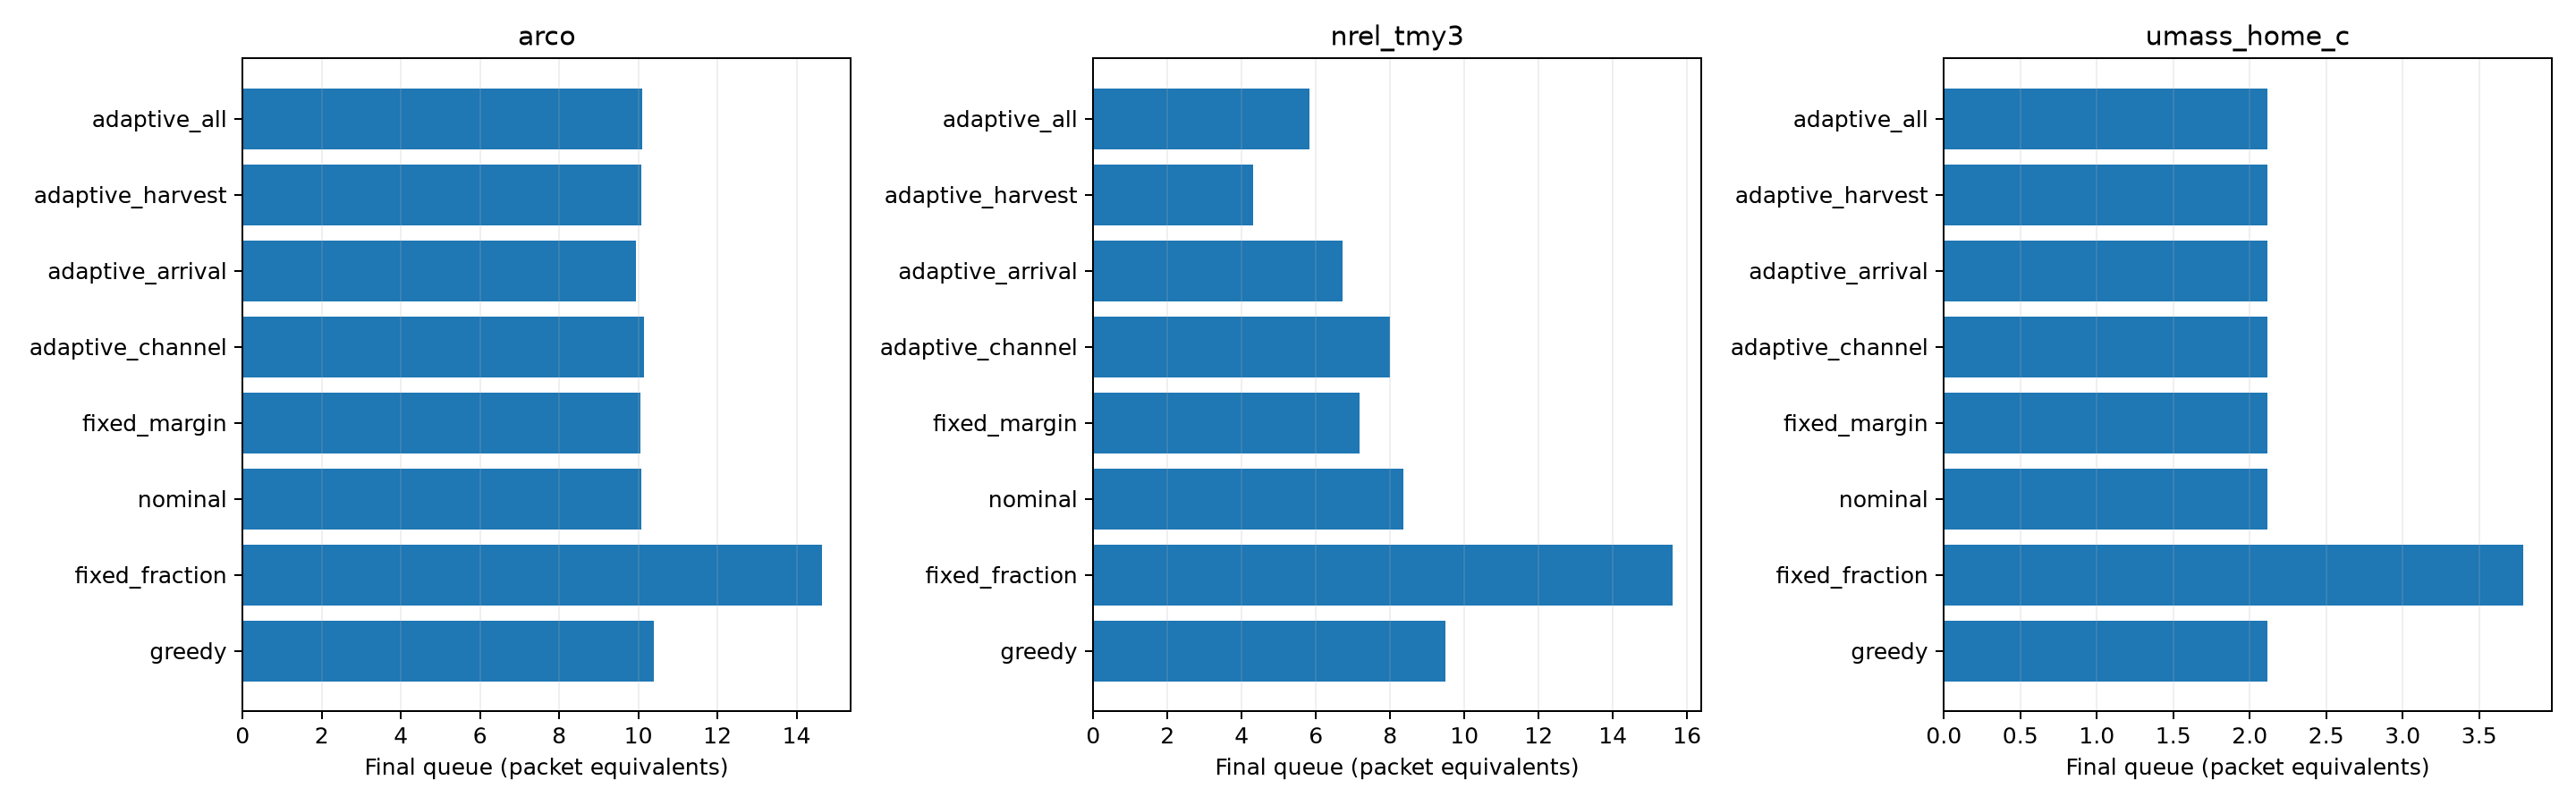 arco
adaptive_all
adaptive_harvest
adaptive_arrival
adaptive_channel
fixed_margin
nominal
fixed_fraction
greedy
0 2 4 6 8 10 12 14
Final queue (packet equivalents)
nrel_tmy3
adaptive_all
adaptive_harvest
adaptive_arrival
adaptive_channel
fixed_margin
nominal
fixed_fraction
greedy
0 2 4 6 8 10 12 14 16
Final queue (packet equivalents)
umass_home_c
adaptive_all
adaptive_harvest
adaptive_arrival
adaptive_channel
fixed_margin
nominal
fixed_fraction
greedy
0.0 0.5 1.0 1.5 2.0 2.5 3.0 3.5
Final queue (packet equivalents)